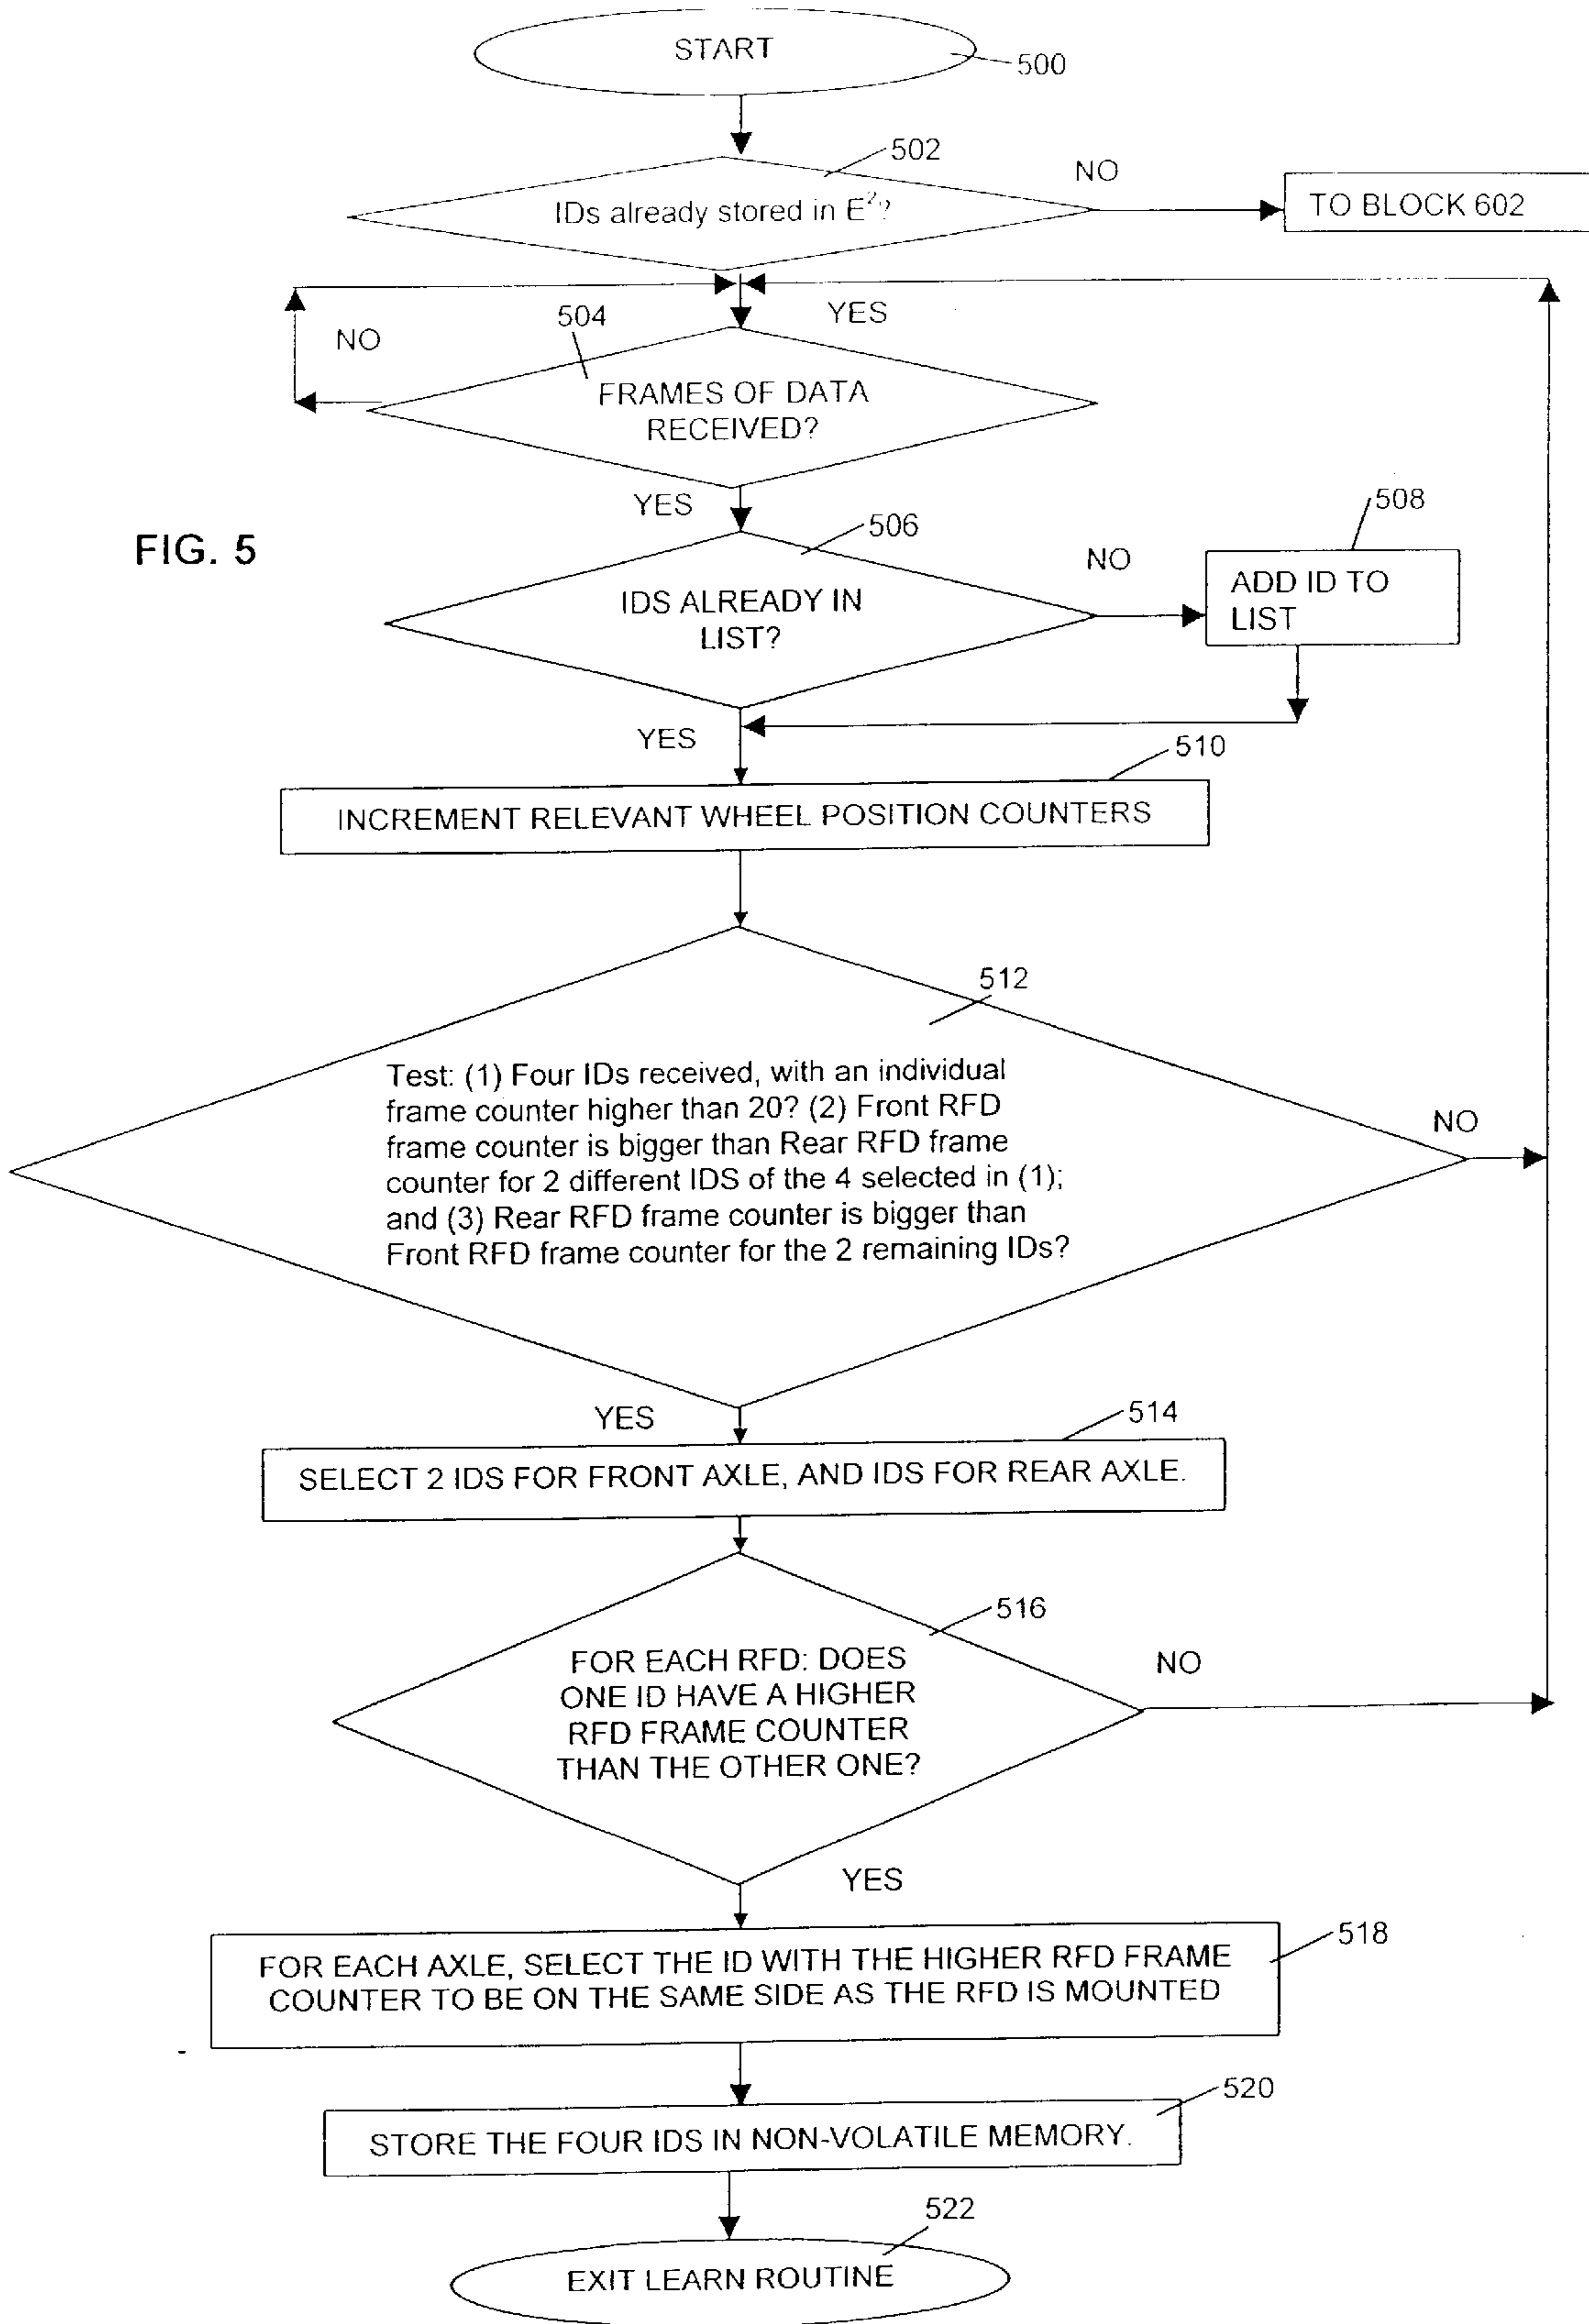 START
500
502
NO
IDs already stored in E²?
TO BLOCK 602
504
YES
NO
FRAMES OF DATA
RECEIVED?
YES
506
508
FIG. 5
NO
ADD ID TO
LIST
IDS ALREADY IN
LIST?
YES
510
INCREMENT RELEVANT WHEEL POSITION COUNTERS
512
Test: (1) Four IDs received, with an individual
frame counter higher than 20? (2) Front RFD
frame counter is bigger than Rear RFD frame
counter for 2 different IDS of the 4 selected in (1);
and (3) Rear RFD frame counter is bigger than
Front RFD frame counter for the 2 remaining IDs?
NO
YES
514
SELECT 2 IDS FOR FRONT AXLE, AND IDS FOR REAR AXLE.
516
FOR EACH RFD: DOES
ONE ID HAVE A HIGHER
RFD FRAME COUNTER
THAN THE OTHER ONE?
NO
YES
518
FOR EACH AXLE, SELECT THE ID WITH THE HIGHER RFD FRAME
COUNTER TO BE ON THE SAME SIDE AS THE RFD IS MOUNTED
520
STORE THE FOUR IDS IN NON-VOLATILE MEMORY.
522
EXIT LEARN ROUTINE